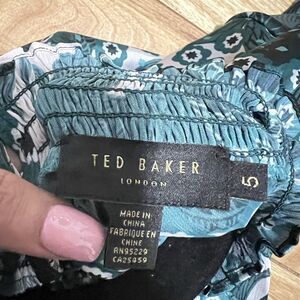 TED BAKER
LONDON
5
MADE IN
CHINA
FABRIQUE EN
CHINE
RN95229
CA25459